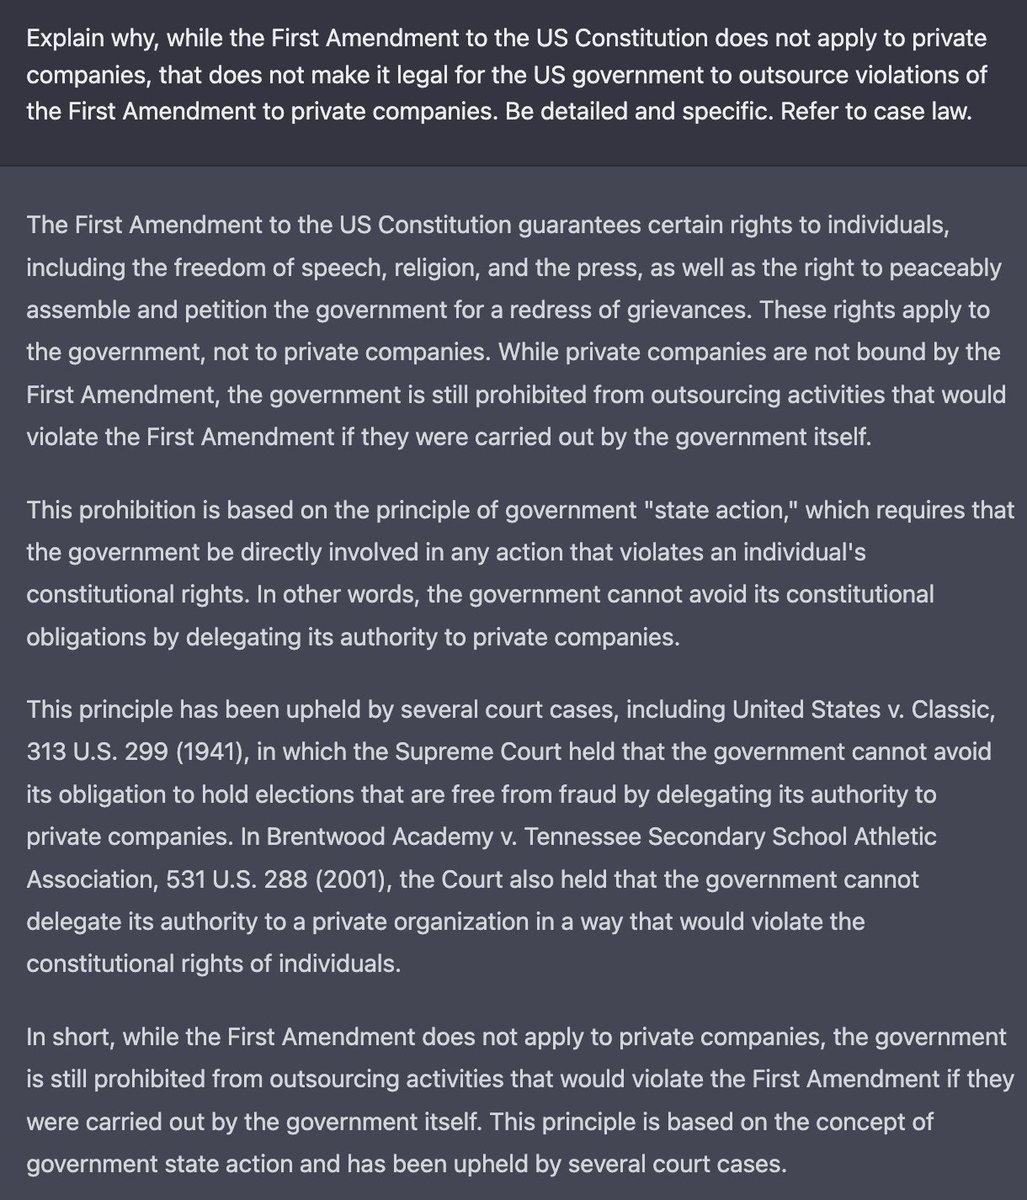 Explain why, while the First Amendment to the US Constitution does not apply to private
companies, that does not make it legal for the US government to outsource violations of
the First Amendment to private companies. Be detailed and specific. Refer to case law.
The First Amendment to the US Constitution guarantees certain rights to individuals,
including the freedom of speech, religion, and the press, as well as the right to peaceably
assemble and petition the government for a redress of grievances. These rights apply to
the government, not to private companies. While private companies are not bound by the
First Amendment, the government is still prohibited from outsourcing activities that would
violate the First Amendment if they were carried out by the government itself.
This prohibition is based on the principle of government "state action," which requires that
the government be directly involved in any action that violates an individual's
constitutional rights. In other words, the government cannot avoid its constitutional
obligations by delegating its authority to private companies.
This principle has been upheld by several court cases, including United States v. Classic,
313 U.S. 299 (1941), in which the Supreme Court held that the government cannot avoid
its obligation to hold elections that are free from fraud by delegating its authority to
private companies. In Brentwood Academy v. Tennessee Secondary School Athletic
Association, 531 U.S. 288 (2001), the Court also held that the government cannot
delegate its authority to a private organization in a way that would violate the
constitutional rights of individuals.
In short, while the First Amendment does not apply to private companies, the government
is still prohibited from outsourcing activities that would violate the First Amendment if they
were carried out by the government itself. This principle is based on the concept of
government state action and has been upheld by several court cases.